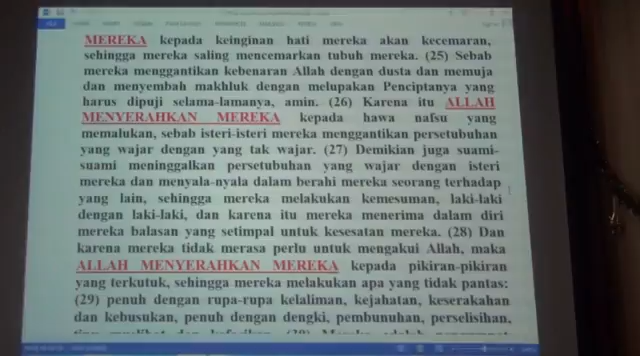 MEREKA kepada keinginan hati mereka akan kecemaran,
sehingga mereka saling mencemarkan tubuh mereka. (25) Sebab
mereka menggantikan kebenaran Allah dengan dusta dan memuja
dan menyembah makhluk dengan melupakan Penciptanya yang
harus dipuji selama-lamanya, amin. (26) Karena itu ALLAH
MENYERAHKAN MEREKA kepada hawa nafsu yang
memalukan, sebab isteri-isteri mereka menggantikan persetubuhan
yang wajar dengan yang tak wajar. (27) Demikian juga suami-
suami meninggalkan persetubuhan yang wajar dengan isteri
mereka dan menyala-nyala dalam berahi mereka seorang terhadap
yang lain, sehingga mereka melakukan kemesuman, laki-laki
dengan laki-laki, dan karena itu mereka menerima dalam diri
mereka balasan yang setimpal untuk kesesatan mereka. (28) Dan
karena mereka tidak merasa perlu untuk mengakui Allah, maka
ALLAH MENYERAHKAN MEREKA kepada pikiran-pikiran
yang terkutuk, sehingga mereka melakukan apa yang tidak pantas:
(29) penuh dengan rupa-rupa kelaliman, kejahatan, keserakahan
dan kebusukan, penuh dengan dengki, pembunuhan, perselisihan,